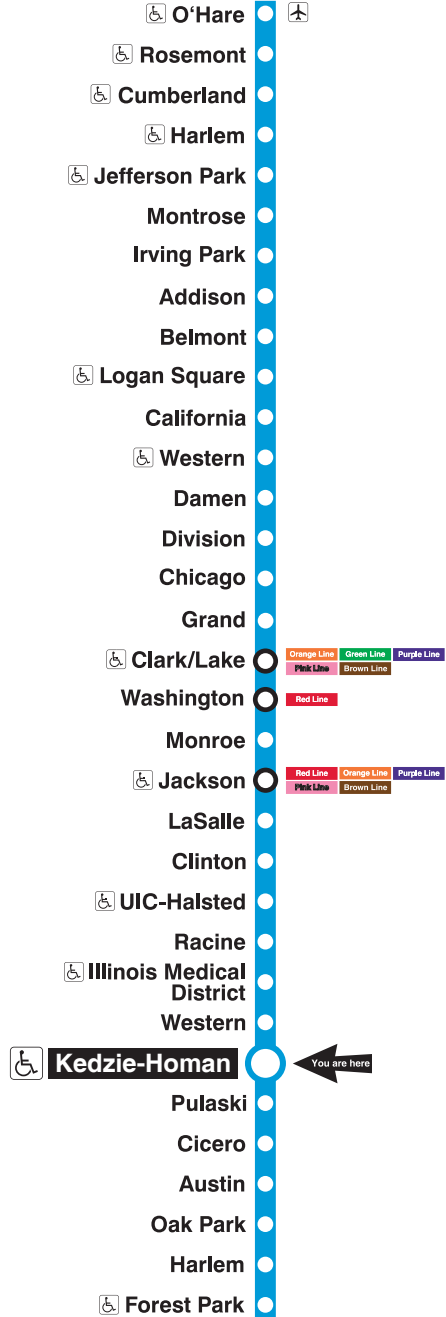 O'Hare
Rosemont
Cumberland
Harlem
Jefferson Park
Montrose
Irving Park
Addison
Belmont
Logan Square
California
Western
Damen
Division
Chicago
Grand
Clark/Lake
Orange Line Green Line Purple Line
Pink Line Brown Line
Washington
Red Line
Monroe
Jackson
Red Line Orange Line Purple Line
Pink Line Brown Line
LaSalle
Clinton
UIC-Halsted
Racine
Illinois Medical
District
Western
Kedzie-Homan
You are here
Pulaski
Cicero
Austin
Oak Park
Harlem
Forest Park